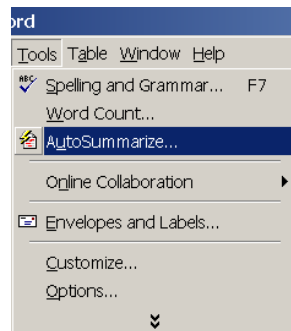 ord
Tools Table Window Help
ABC Spelling and Grammar... F7
Word Count...
AutoSummarize...
Online Collaboration
Envelopes and Labels...
Customize...
Options...